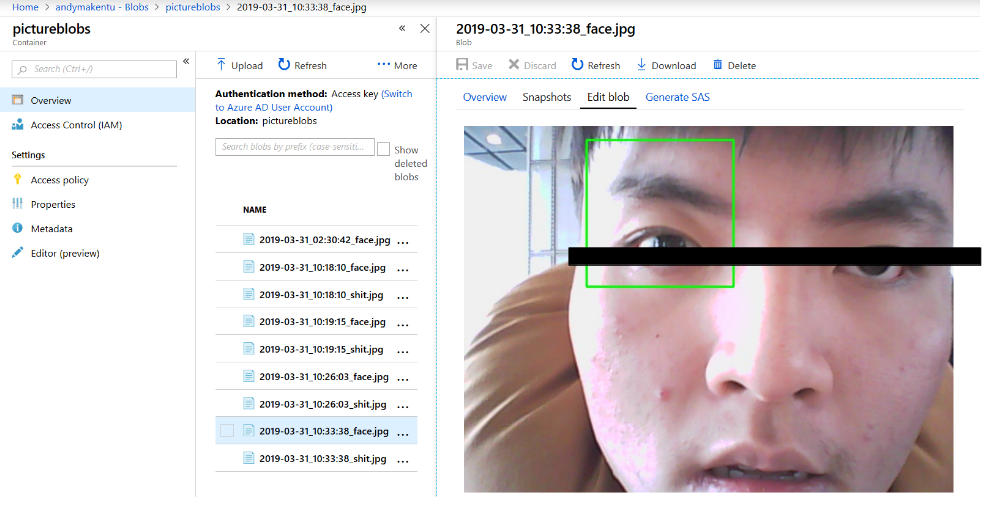 Home > andymakentu - Blobs > pictureblobs > 2019-03-31_10:33:38_face.jpg
pictureblobs
Container
Search (Ctrl+/)
Overview
Access Control (IAM)
Settings
Access policy
Properties
Metadata
Editor (preview)
Upload Refresh More
Authentication method: Access key (Switch
to Azure AD User Account)
Location: pictureblobs
Search blobs by prefix (case-sensiti...
Show
deleted
blobs
NAME
2019-03-31_02:30:42_face.jpg ...
2019-03-31_10:18:10_face.jpg ...
2019-03-31_10:18:10_shit.jpg ...
2019-03-31_10:19:15_face.jpg ...
2019-03-31_10:19:15_shit.jpg ...
2019-03-31_10:26:03_face.jpg ...
2019-03-31_10:26:03_shit.jpg ...
2019-03-31_10:33:38_face.jpg ...
2019-03-31_10:33:38_shit.jpg ...
2019-03-31_10:33:38_face.jpg
Blob
Save Discard Refresh Download Delete
Overview Snapshots Edit blob Generate SAS